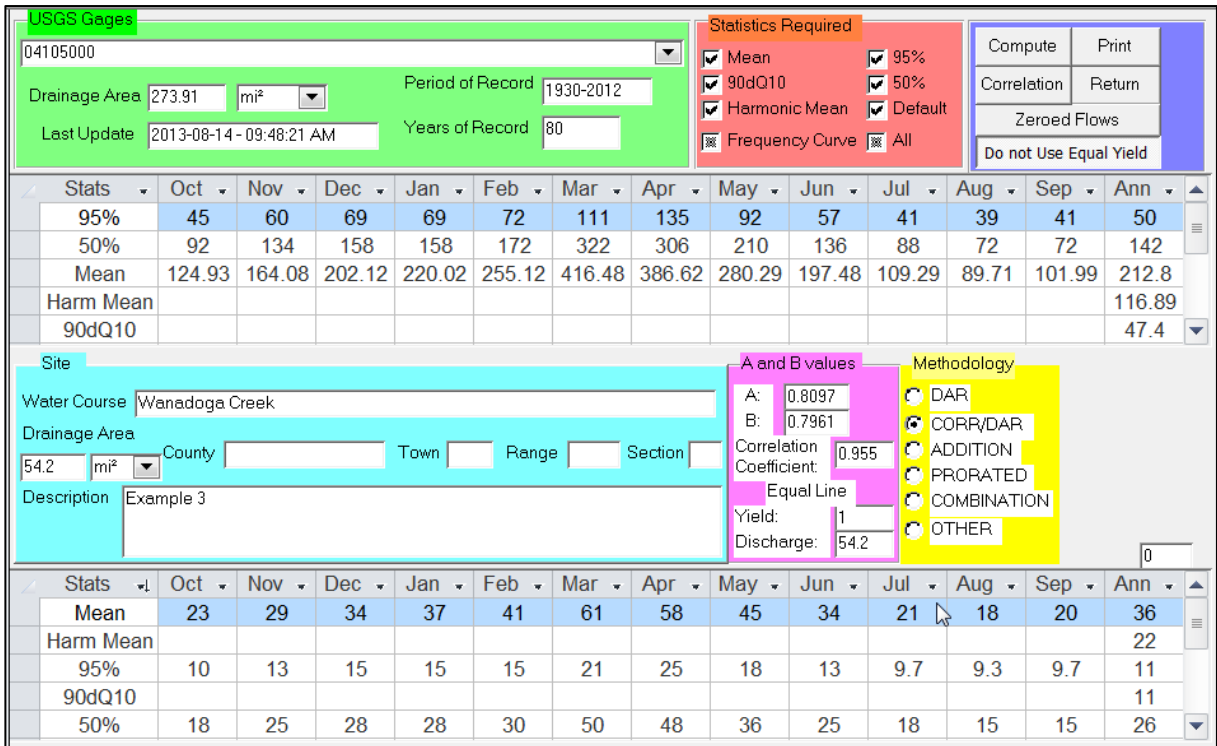 USGS Gages
04105000
Drainage Area 273.91 mi² Period of Record 1930-2012
Last Update 2013-08-14 - 09:48:21 AM Years of Record 80
Statistics Required
Mean 95%
90dQ10 50%
Harmonic Mean Default
Frequency Curve All
Compute Print
Correlation Return
Zeroed Flows
Do not Use Equal Yield
Stats Oct Nov Dec Jan Feb Mar Apr May Jun Jul Aug Sep Ann
95% 45 60 69 69 72 111 135 92 57 41 39 41 50
50% 92 134 158 158 172 322 306 210 136 88 72 72 142
Mean 124.93 164.08 202.12 220.02 255.12 416.48 386.62 280.29 197.48 109.29 89.71 101.99 212.8
Harm Mean 116.89
90dQ10 47.4
Site
Water Course Wanadoga Creek
Drainage Area
54.2 mi² County Town Range Section
Description Example 3
A and B values
A: 0.8097
B: 0.7961
Correlation
Coefficient: 0.955
Equal Line
Yield: 1
Discharge: 54.2
Methodology
DAR
CORR/DAR
ADDITION
PRORATED
COMBINATION
OTHER
0
Stats Oct Nov Dec Jan Feb Mar Apr May Jun Jul Aug Sep Ann
Mean 23 29 34 37 41 61 58 45 34 21 18 20 36
Harm Mean 22
95% 10 13 15 15 15 21 25 18 13 9.7 9.3 9.7 11
90dQ10 11
50% 18 25 28 28 30 50 48 36 25 18 15 15 26